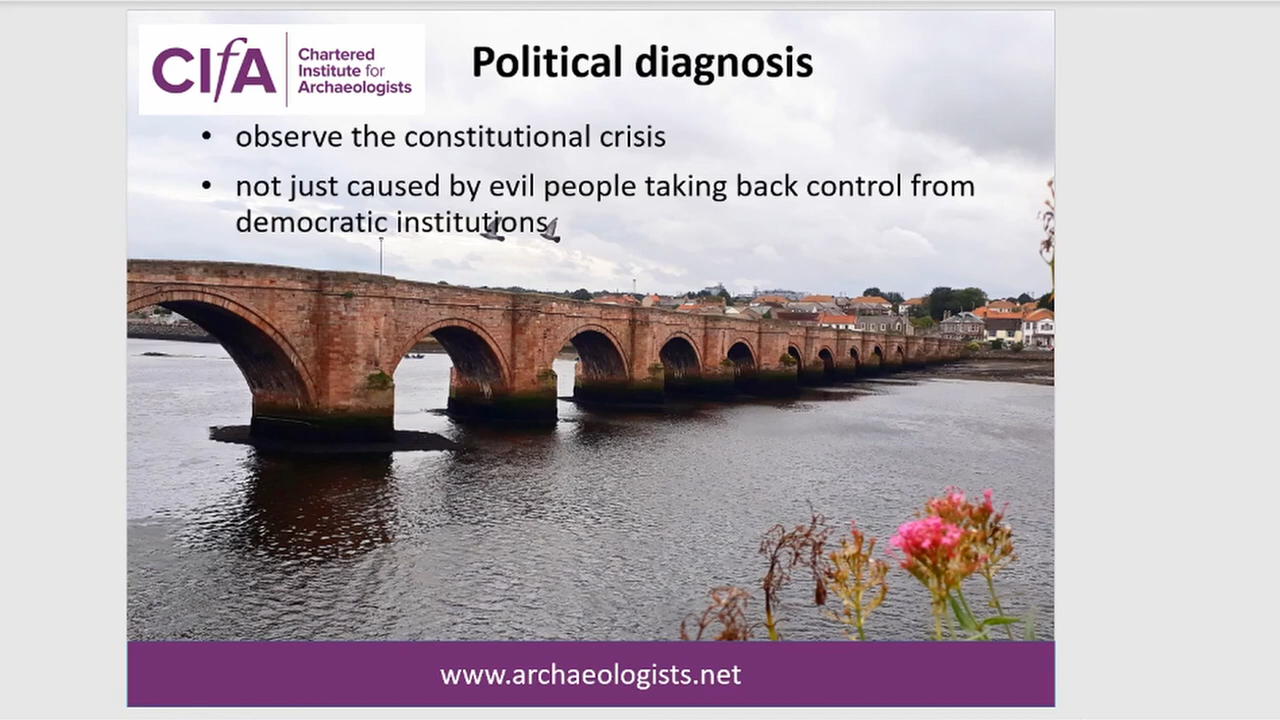 CIfA
Chartered
Institute for
Archaeologists
Political diagnosis
• observe the constitutional crisis
• not just caused by evil people taking back control from
democratic institutions
www.archaeologists.net